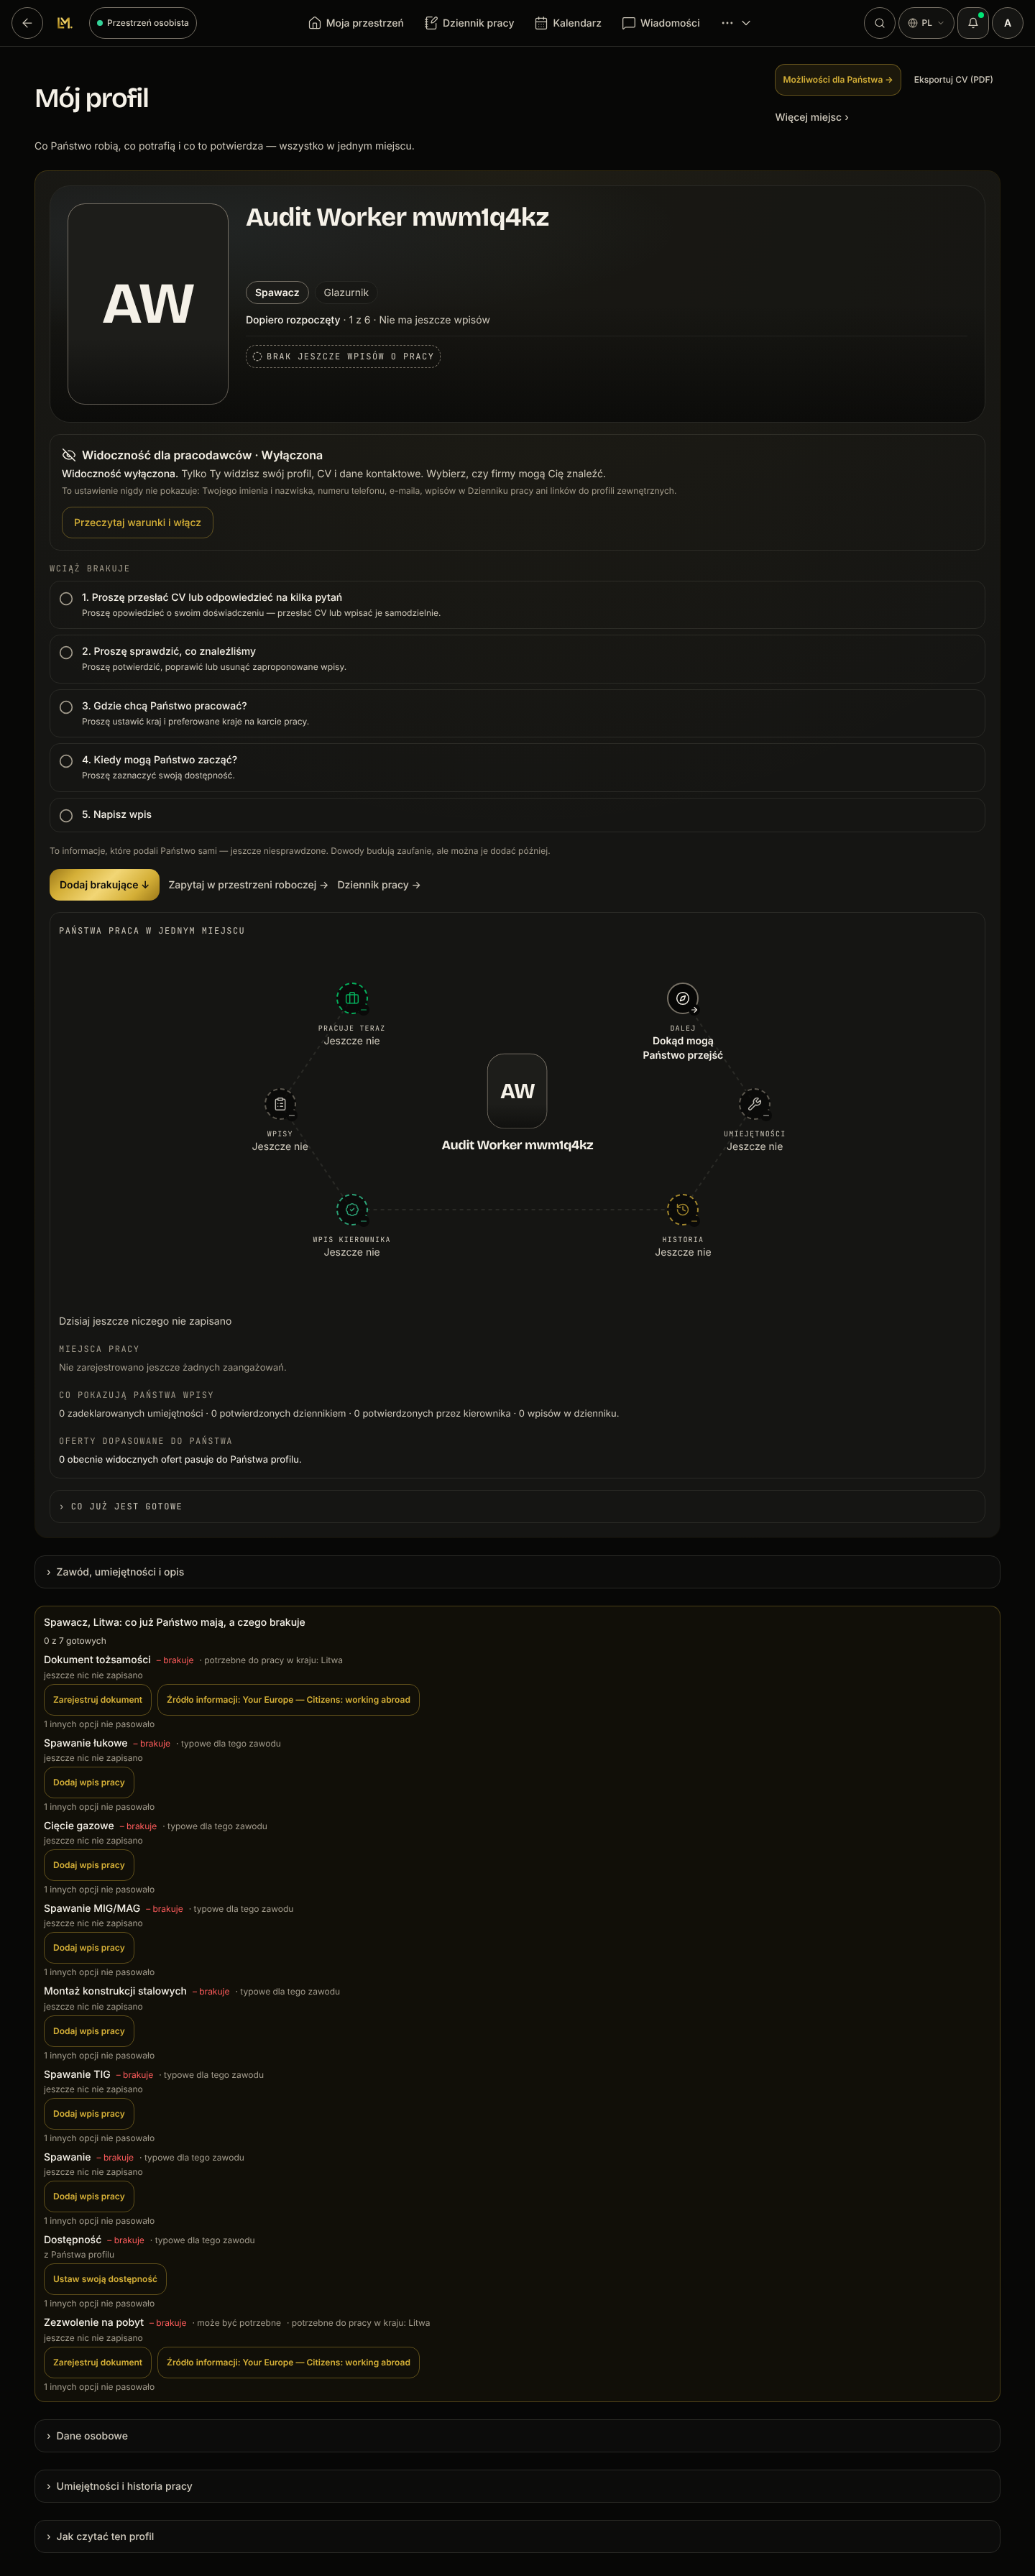 LM.
Przestrzeń osobista
Moja przestrzeń
Dziennik pracy
Kalendarz
Wiadomości
PL
A
Mój profil
Możliwości dla Państwa →
Eksportuj CV (PDF)
Więcej miejsc ›
Co Państwo robią, co potrafią i co to potwierdza — wszystko w jednym miejscu.
AW
Audit Worker mwm1q4kz
Spawacz
Glazurnik
Dopiero rozpoczęty · 1 z 6 · Nie ma jeszcze wpisów
BRAK JESZCZE WPISÓW O PRACY
Widoczność dla pracodawców · Wyłączona
Widoczność wyłączona. Tylko Ty widzisz swój profil, CV i dane kontaktowe. Wybierz, czy firmy mogą Cię znaleźć.
To ustawienie nigdy nie pokazuje: Twojego imienia i nazwiska, numeru telefonu, e-maila, wpisów w Dzienniku pracy ani linków do profili zewnętrznych.
Przeczytaj warunki i włącz
WCIĄŻ BRAKUJE
1. Proszę przesłać CV lub odpowiedzieć na kilka pytań
Proszę opowiedzieć o swoim doświadczeniu — przesłać CV lub wpisać je samodzielnie.
2. Proszę sprawdzić, co znaleźliśmy
Proszę potwierdzić, poprawić lub usunąć zaproponowane wpisy.
3. Gdzie chcą Państwo pracować?
Proszę ustawić kraj i preferowane kraje na karcie pracy.
4. Kiedy mogą Państwo zacząć?
Proszę zaznaczyć swoją dostępność.
5. Napisz wpis
To informacje, które podali Państwo sami — jeszcze niesprawdzone. Dowody budują zaufanie, ale można je dodać później.
Dodaj brakujące ↓
Zapytaj w przestrzeni roboczej →
Dziennik pracy →
PAŃSTWA PRACA W JEDNYM MIEJSCU
PRACUJE TERAZ
Jeszcze nie
DALEJ
Dokąd mogą
Państwo przejść
AW
Audit Worker mwm1q4kz
WPISY
Jeszcze nie
UMIEJĘTNOŚCI
Jeszcze nie
WPIS KIEROWNIKA
Jeszcze nie
HISTORIA
Jeszcze nie
Dzisiaj jeszcze niczego nie zapisano
MIEJSCA PRACY
Nie zarejestrowano jeszcze żadnych zaangażowań.
CO POKAZUJĄ PAŃSTWA WPISY
0 zadeklarowanych umiejętności · 0 potwierdzonych dziennikiem · 0 potwierdzonych przez kierownika · 0 wpisów w dzienniku.
OFERTY DOPASOWANE DO PAŃSTWA
0 obecnie widocznych ofert pasuje do Państwa profilu.
› CO JUŻ JEST GOTOWE
› Zawód, umiejętności i opis
Spawacz, Litwa: co już Państwo mają, a czego brakuje
0 z 7 gotowych
Dokument tożsamości – brakuje · potrzebne do pracy w kraju: Litwa
jeszcze nic nie zapisano
Zarejestruj dokument
Źródło informacji: Your Europe — Citizens: working abroad
1 innych opcji nie pasowało
Spawanie łukowe – brakuje · typowe dla tego zawodu
jeszcze nic nie zapisano
Dodaj wpis pracy
1 innych opcji nie pasowało
Cięcie gazowe – brakuje · typowe dla tego zawodu
jeszcze nic nie zapisano
Dodaj wpis pracy
1 innych opcji nie pasowało
Spawanie MIG/MAG – brakuje · typowe dla tego zawodu
jeszcze nic nie zapisano
Dodaj wpis pracy
1 innych opcji nie pasowało
Montaż konstrukcji stalowych – brakuje · typowe dla tego zawodu
jeszcze nic nie zapisano
Dodaj wpis pracy
1 innych opcji nie pasowało
Spawanie TIG – brakuje · typowe dla tego zawodu
jeszcze nic nie zapisano
Dodaj wpis pracy
1 innych opcji nie pasowało
Spawanie – brakuje · typowe dla tego zawodu
jeszcze nic nie zapisano
Dodaj wpis pracy
1 innych opcji nie pasowało
Dostępność – brakuje · typowe dla tego zawodu
z Państwa profilu
Ustaw swoją dostępność
1 innych opcji nie pasowało
Zezwolenie na pobyt – brakuje · może być potrzebne · potrzebne do pracy w kraju: Litwa
jeszcze nic nie zapisano
Zarejestruj dokument
Źródło informacji: Your Europe — Citizens: working abroad
1 innych opcji nie pasowało
› Dane osobowe
› Umiejętności i historia pracy
› Jak czytać ten profil